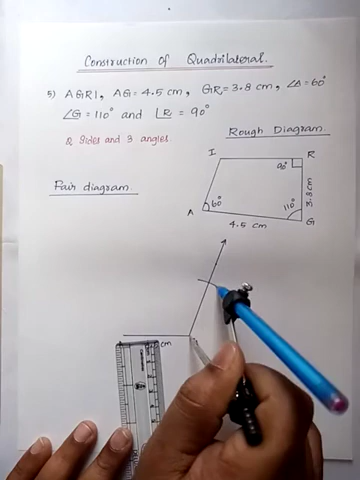 Construction Of Quadrilateral.
5) AGRI, AG = 4.5 cm, GR = 3.8 cm, ∠A = 60°
∠G = 110° and ∠R = 90°
2 Sides and 3 angles
Rough Diagram.
Fair diagram.
I
R
90°
3.8 cm
A
60°
110°
G
4.5 cm
cm